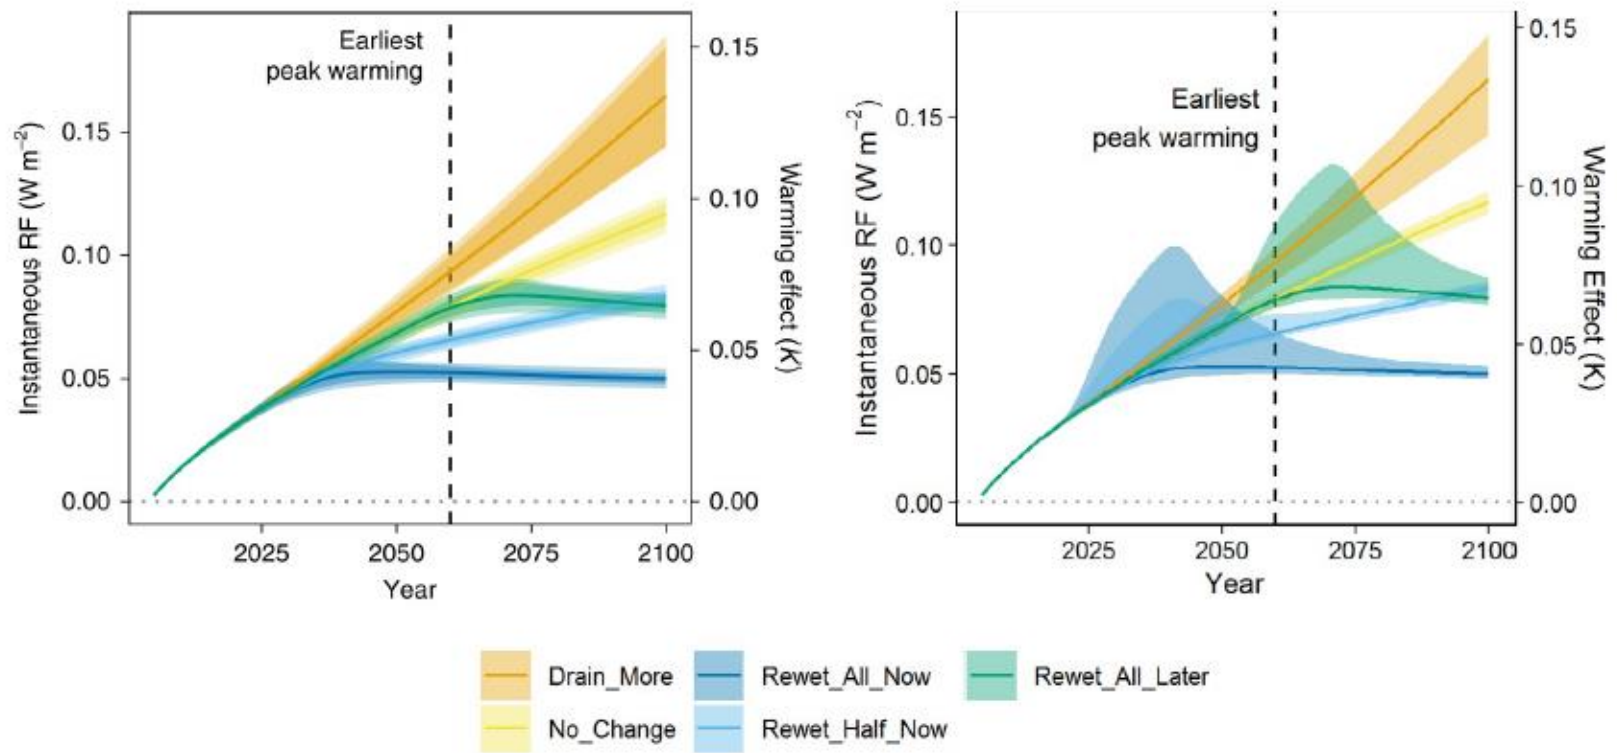 Earliest
peak warming
Instantaneous RF (W m⁻²)
0.15
0.10
0.05
0.00
0.15
0.10
0.05
0.00
Warming effect (K)
2025 2050 2075 2100
Year
Earliest
peak warming
Instantaneous RF (W m⁻²)
0.15
0.10
0.05
0.00
0.15
0.10
0.05
0.00
Warming Effect (K)
2025 2050 2075 2100
Year
Drain_More Rewet_All_Now Rewet_All_Later
No_Change Rewet_Half_Now